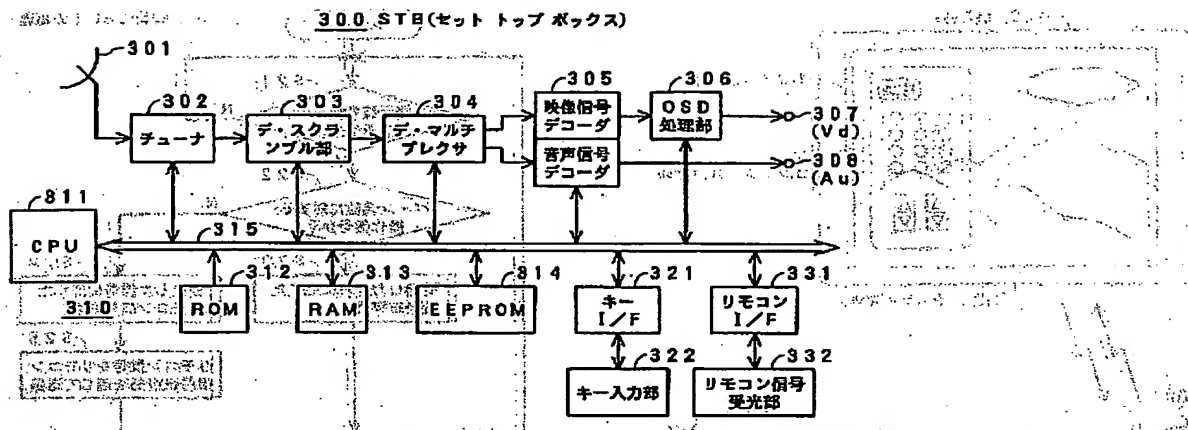 300 STB(セット トップ ボックス)
301
302
303
304
305
306
チューナ
デ・スクラ
ンブル部
デ・マルチ
プレクサ
映像信号
デコーダ
音声信号
デコーダ
OSD
処理部
307
(Vd)
308
(Au)
311
CPU
315
310
312
ROM
313
RAM
314
EEPROM
321
キー
I/F
331
リモコン
I/F
322
キー入力部
332
リモコン信号
受光部